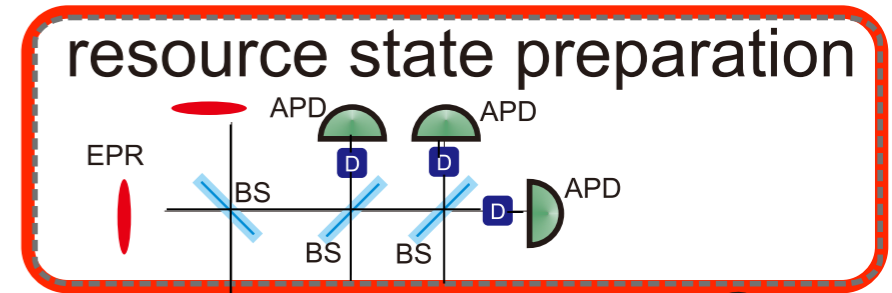 resource state preparation
APD
APD
EPR
D
D
BS
APD
D
BS
BS